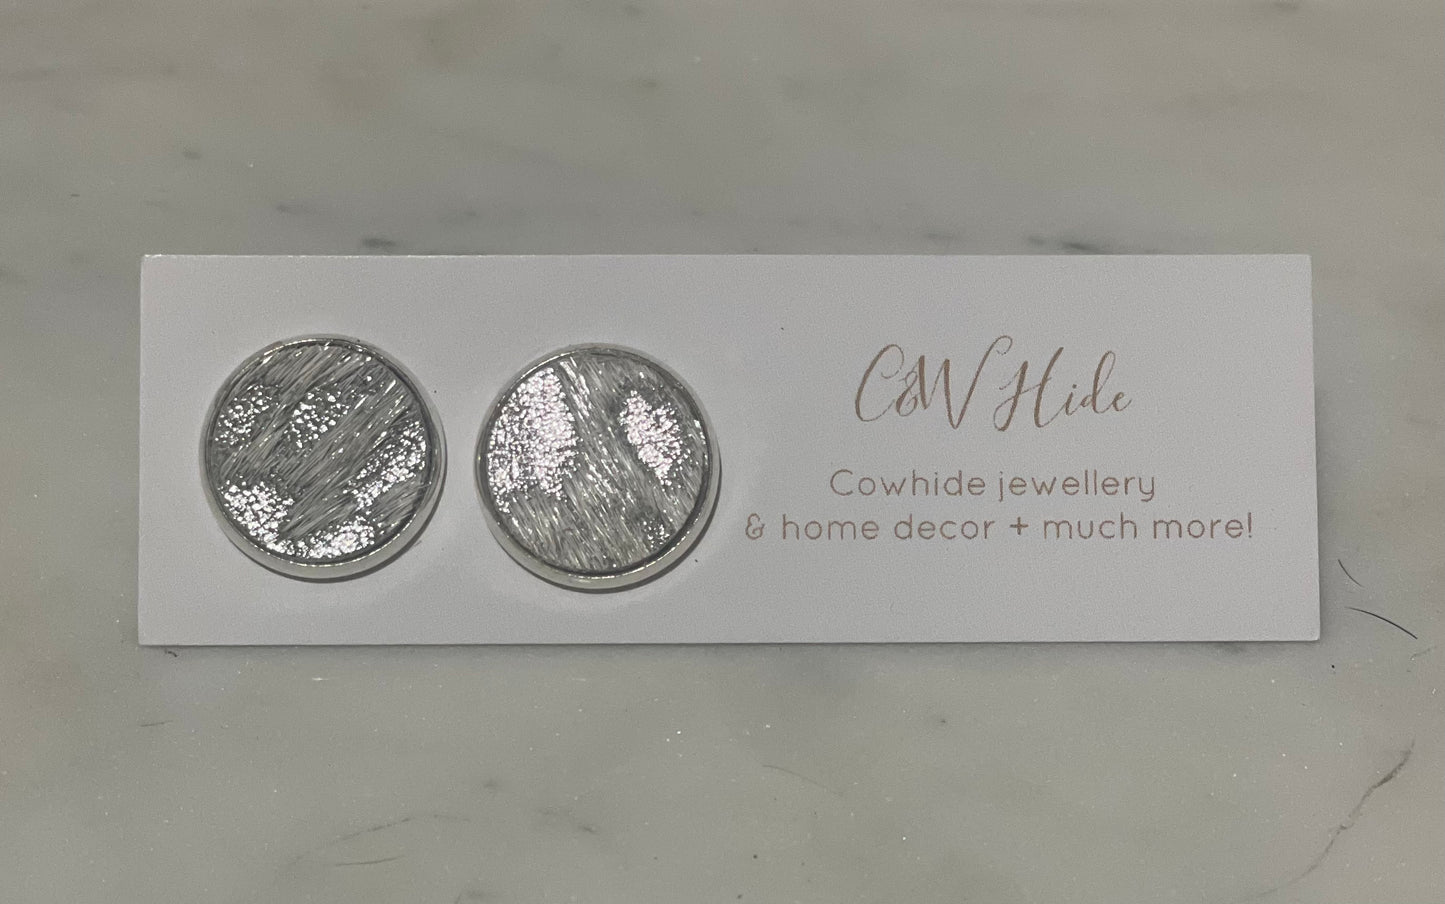 C&W Hide
Cowhide jewellery
& home decor + much more!